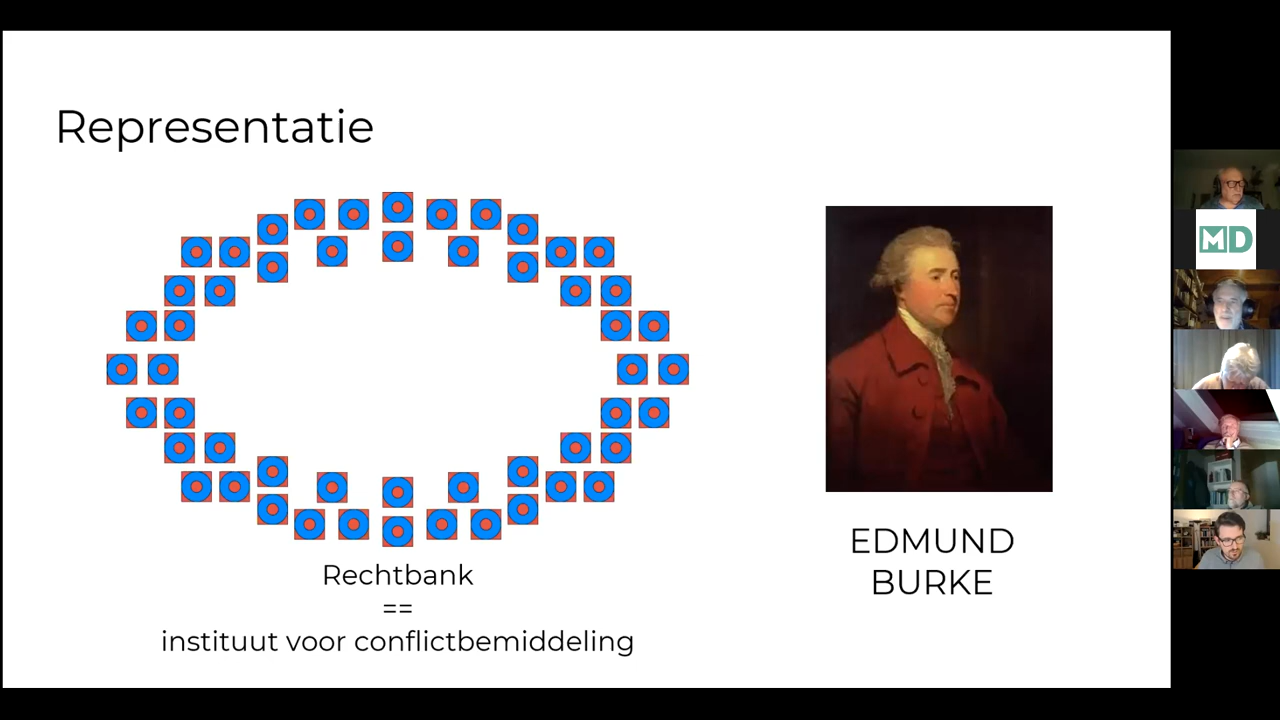 Representatie
Rechtbank
==
instituut voor conflictbemiddeling
EDMUND
BURKE
MD